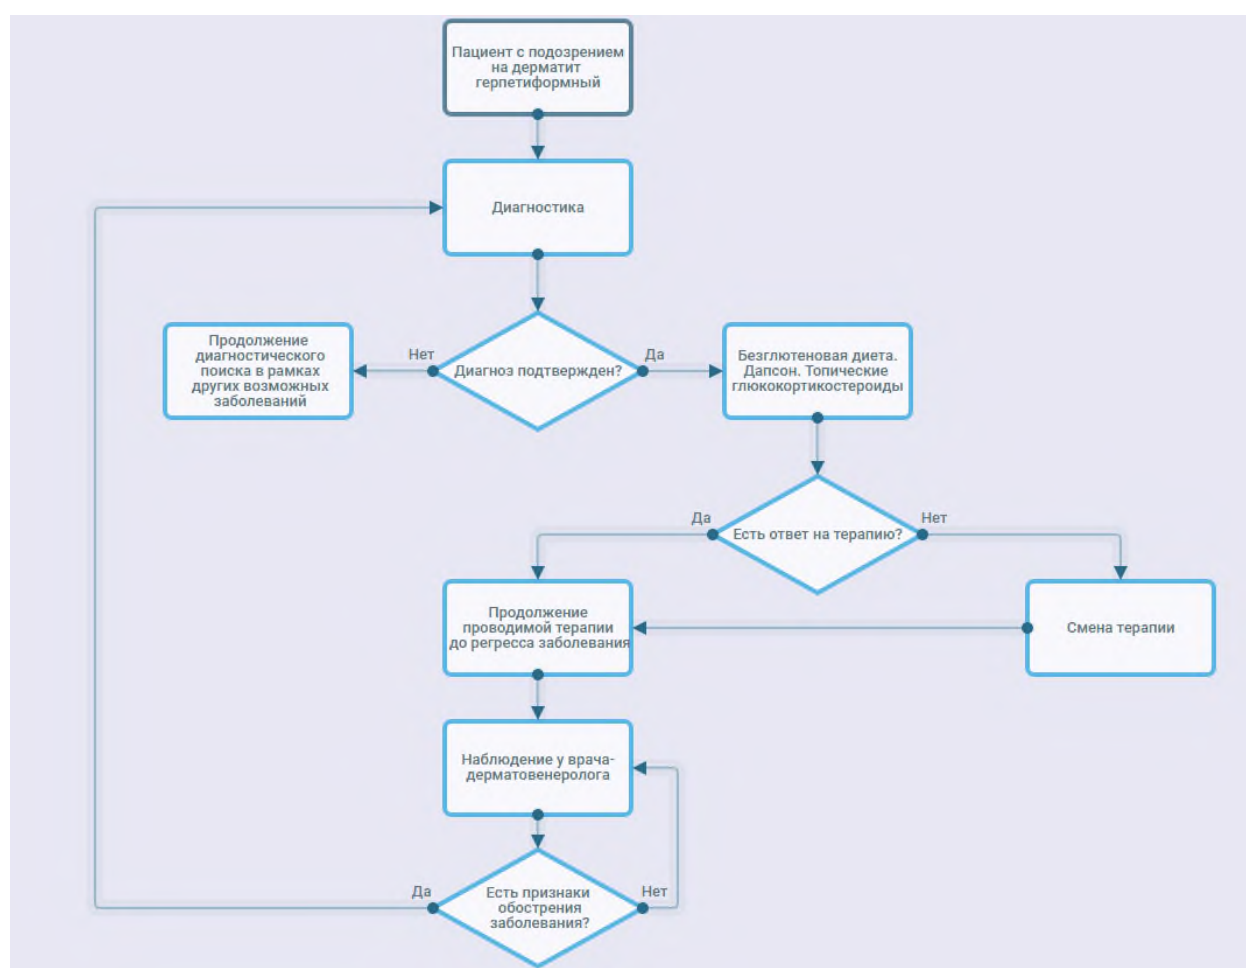 Пациент с подозрением
на дерматит
герпетиформный
Диагностика
Продолжение
диагностического
поиска в рамках
других возможных
заболеваний
Нет
Диагноз подтвержден?
Да
Безглютеновая диета.
Дапсон. Топические
глюкокортикостероиды
Да
Есть ответ на терапию?
Нет
Продолжение
проводимой терапии
до регресса заболевания
Смена терапии
Наблюдение у врача-
дерматовенеролога
Да
Есть признаки
обострения
заболевания?
Нет